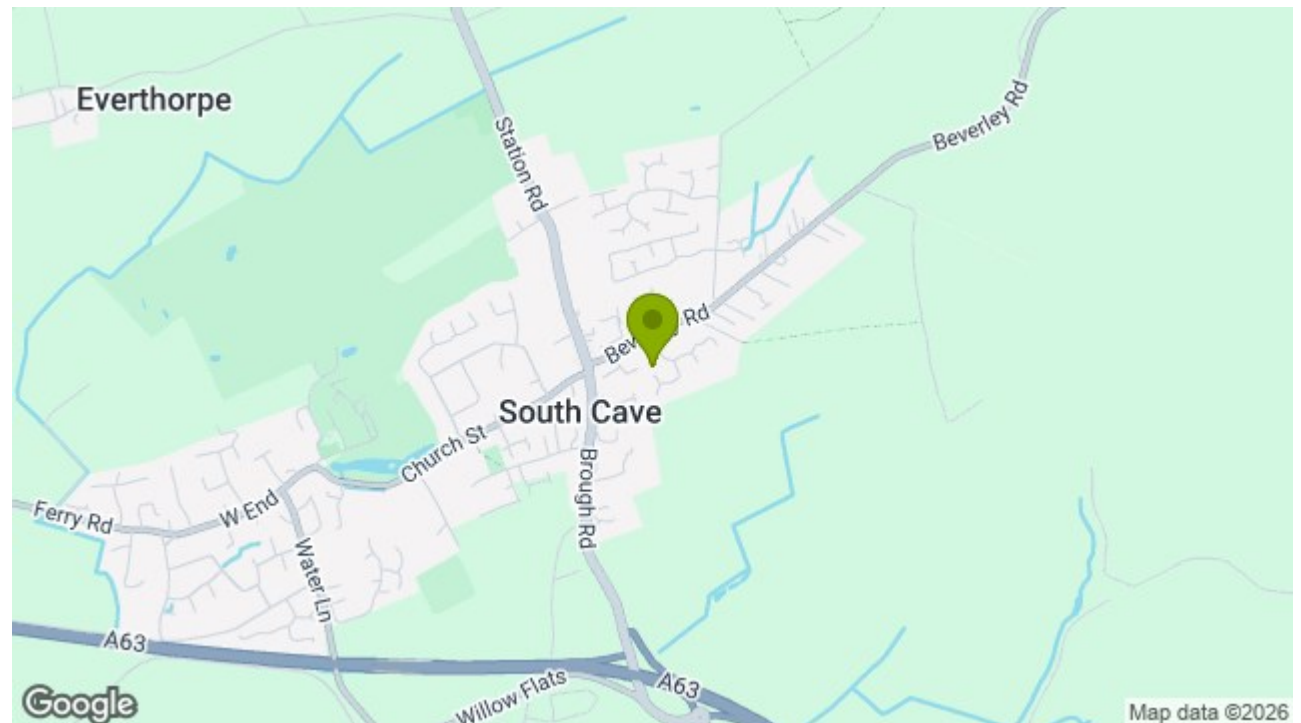 Everthorpe
Station Rd
Beverley Rd
Beverley Rd
South Cave
Church St
Brough Rd
W End
Ferry Rd
Water Ln
A63
A63
Willow Flats
Google
Map data ©2026